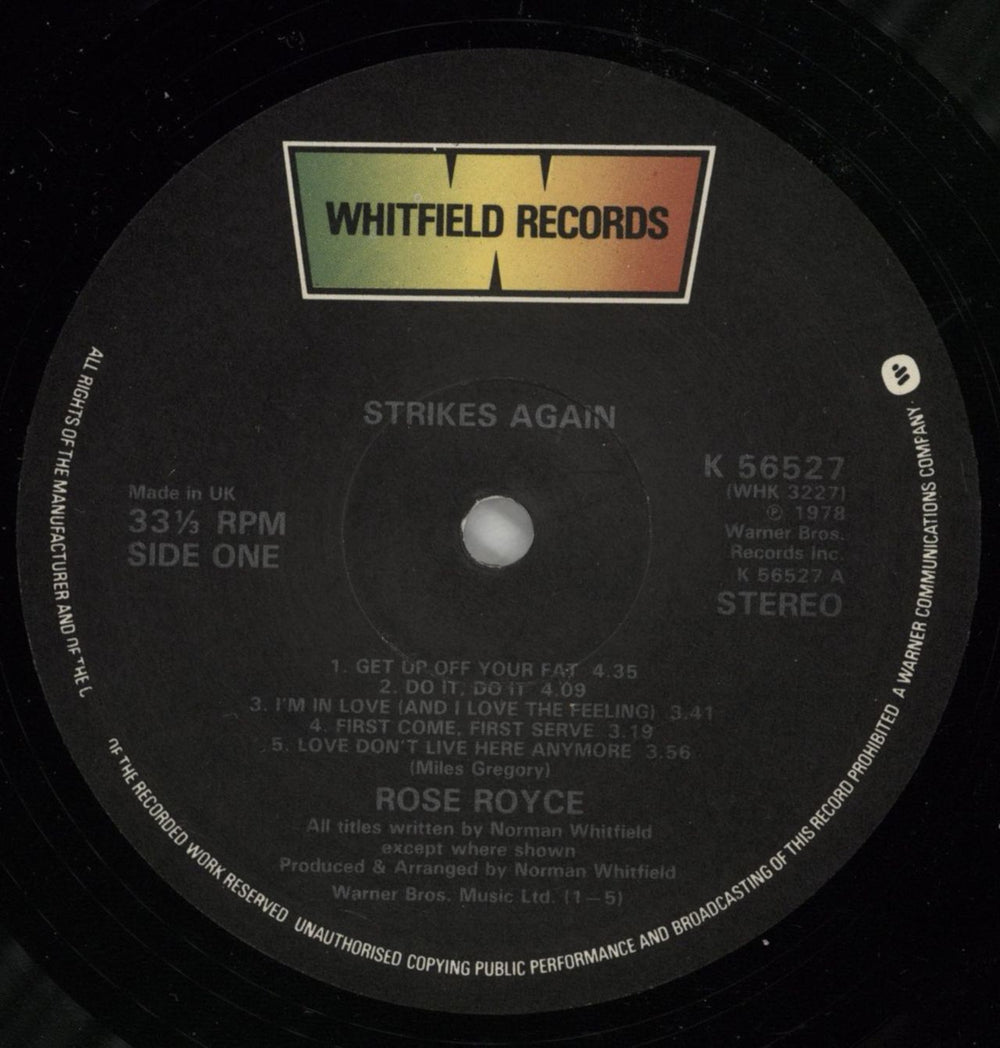 WHITFIELD RECORDS
STRIKES AGAIN
Made in UK
33⅓ RPM
SIDE ONE
K 56527
(WHK 3227)
℗ 1978
Warner Bros.
Records Inc.
K 56527 A
STEREO
1. GET UP OFF YOUR FAT 4.35
2. DO IT, DO IT 4.09
3. I'M IN LOVE (AND I LOVE THE FEELING) 3.41
4. FIRST COME, FIRST SERVE 3.19
5. LOVE DON'T LIVE HERE ANYMORE 3.56
(Miles Gregory)
ROSE ROYCE
All titles written by Norman Whitfield
except where shown
Produced & Arranged by Norman Whitfield
Warner Bros. Music Ltd. (1–5)
ALL RIGHTS OF THE MANUFACTURER AND OF THE OF THE RECORDED WORK RESERVED UNAUTHORISED COPYING PUBLIC PERFORMANCE AND BROADCASTING OF THIS RECORD PROHIBITED A WARNER COMMUNICATIONS COMPANY.